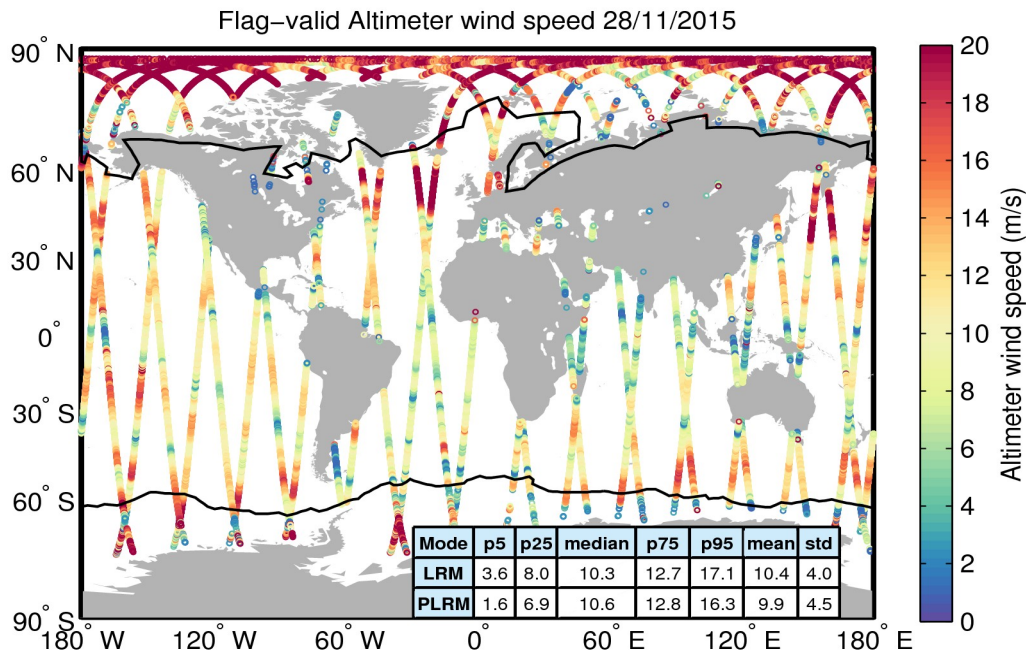 Flag−valid Altimeter wind speed 28/11/2015
90° N
60° N
30° N
0°
30° S
60° S
90° S
180° W
120° W
60° W
0°
60° E
120° E
180° E
Mode p5 p25 median p75 p95 mean std
LRM 3.6 8.0 10.3 12.7 17.1 10.4 4.0
PLRM 1.6 6.9 10.6 12.8 16.3 9.9 4.5
20
18
16
14
12
10
8
6
4
2
0
Altimeter wind speed (m/s)